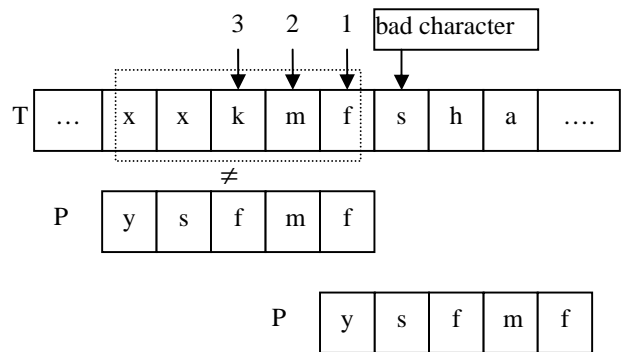 3 2 1 bad character
T … x x k m f s h a ….
≠
P y s f m f
P y s f m f